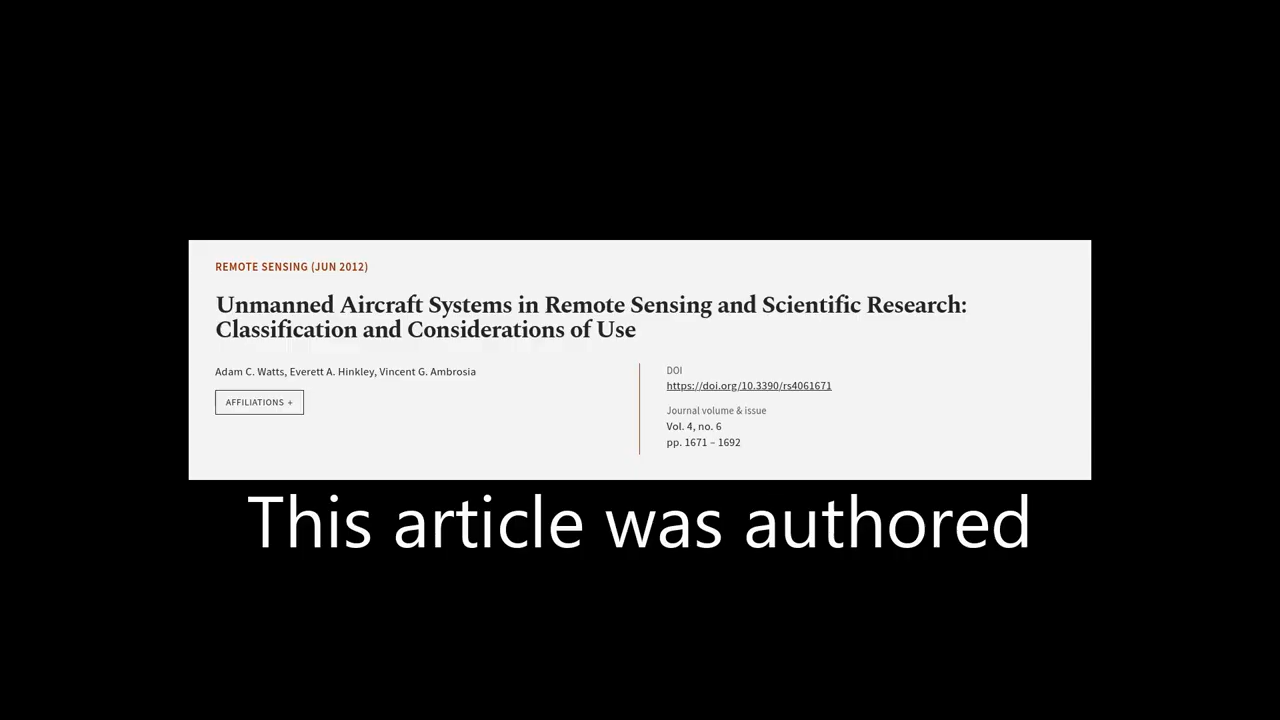 REMOTE SENSING (JUN 2012)
Unmanned Aircraft Systems in Remote Sensing and Scientific Research:
Classification and Considerations of Use
Adam C. Watts, Everett A. Hinkley, Vincent G. Ambrosia
AFFILIATIONS +
DOI
https://doi.org/10.3390/rs4061671
Journal volume & issue
Vol. 4, no. 6
pp. 1671 – 1692
This article was authored